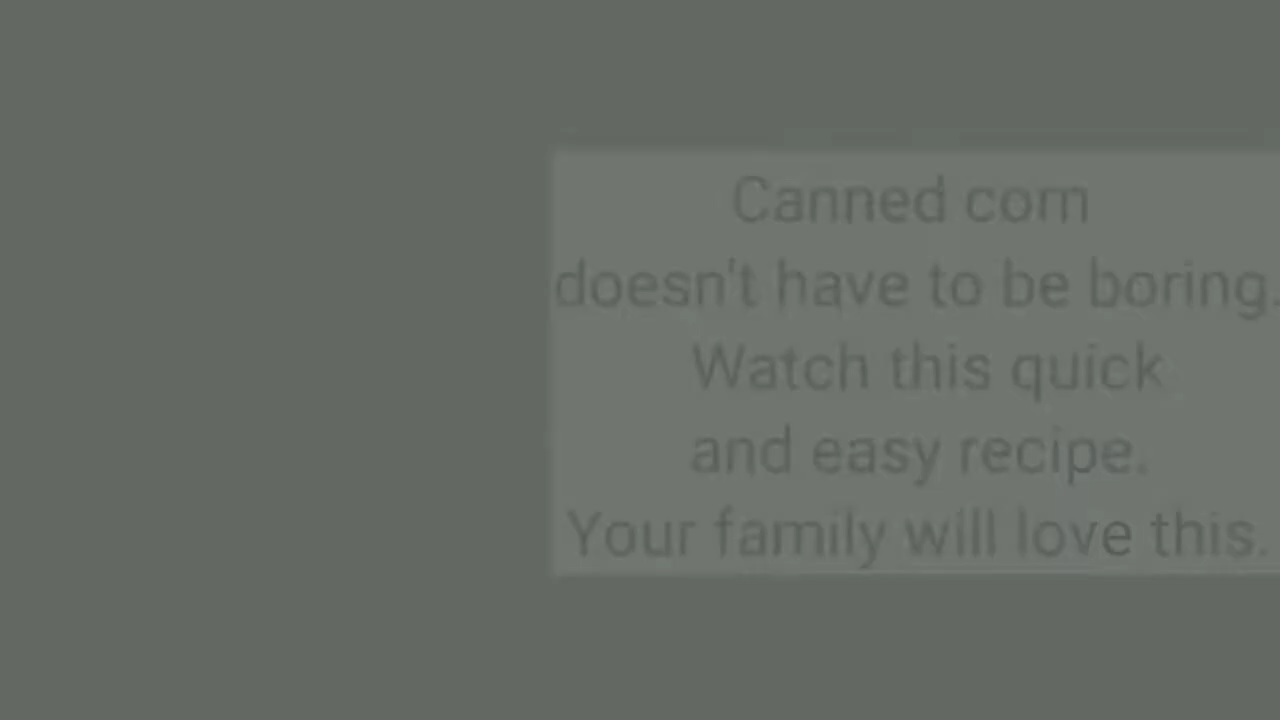 Canned corn
doesn't have to be boring.
Watch this quick
and easy recipe.
Your family will love this.